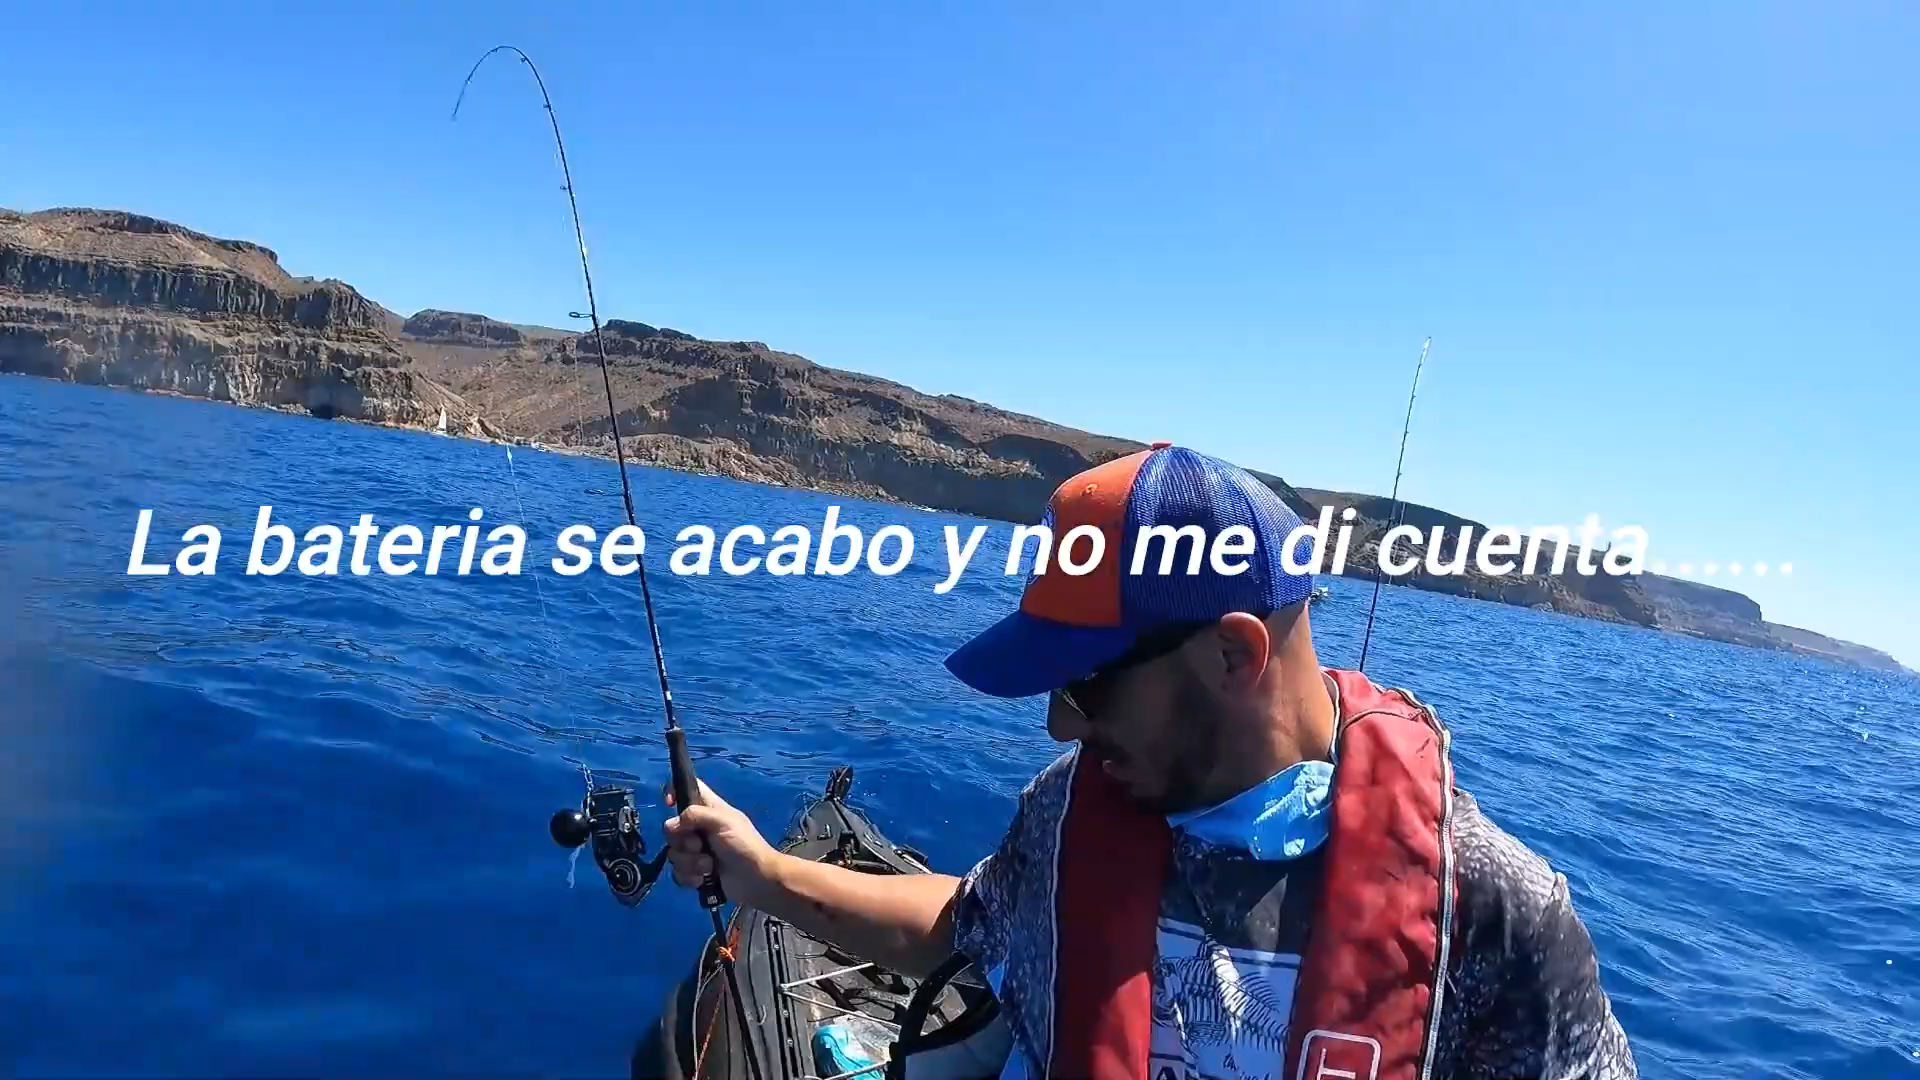 La bateria se acabo y no me di cuenta......